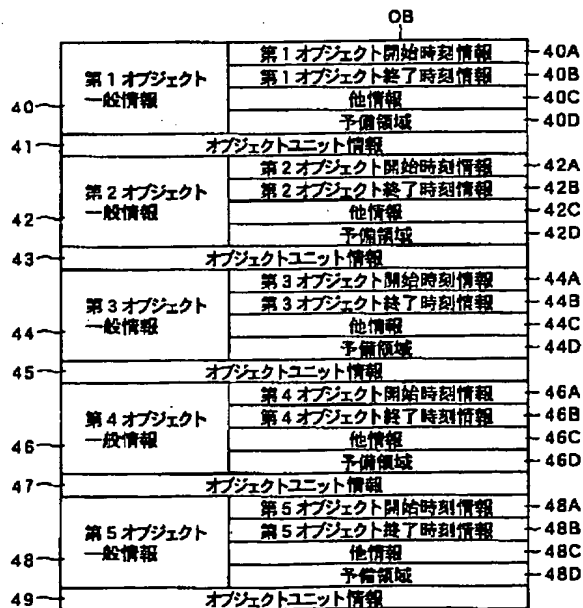 OB
第1オブジェクト開始時刻情報 40A
第1オブジェクト 第1オブジェクト終了時刻情報 40B
40 一般情報 他情報 40C
予備領域 40D
41 オブジェクトユニット情報
第2オブジェクト開始時刻情報 42A
第2オブジェクト 第2オブジェクト終了時刻情報 42B
42 一般情報 他情報 42C
予備領域 42D
43 オブジェクトユニット情報
第3オブジェクト開始時刻情報 44A
第3オブジェクト 第3オブジェクト終了時刻情報 44B
44 一般情報 他情報 44C
予備領域 44D
45 オブジェクトユニット情報
第4オブジェクト開始時刻情報 46A
第4オブジェクト 第4オブジェクト終了時刻情報 46B
46 一般情報 他情報 46C
予備領域 46D
47 オブジェクトユニット情報
第5オブジェクト開始時刻情報 48A
第5オブジェクト 第5オブジェクト終了時刻情報 48B
48 一般情報 他情報 48C
予備領域 48D
49 オブジェクトユニット情報